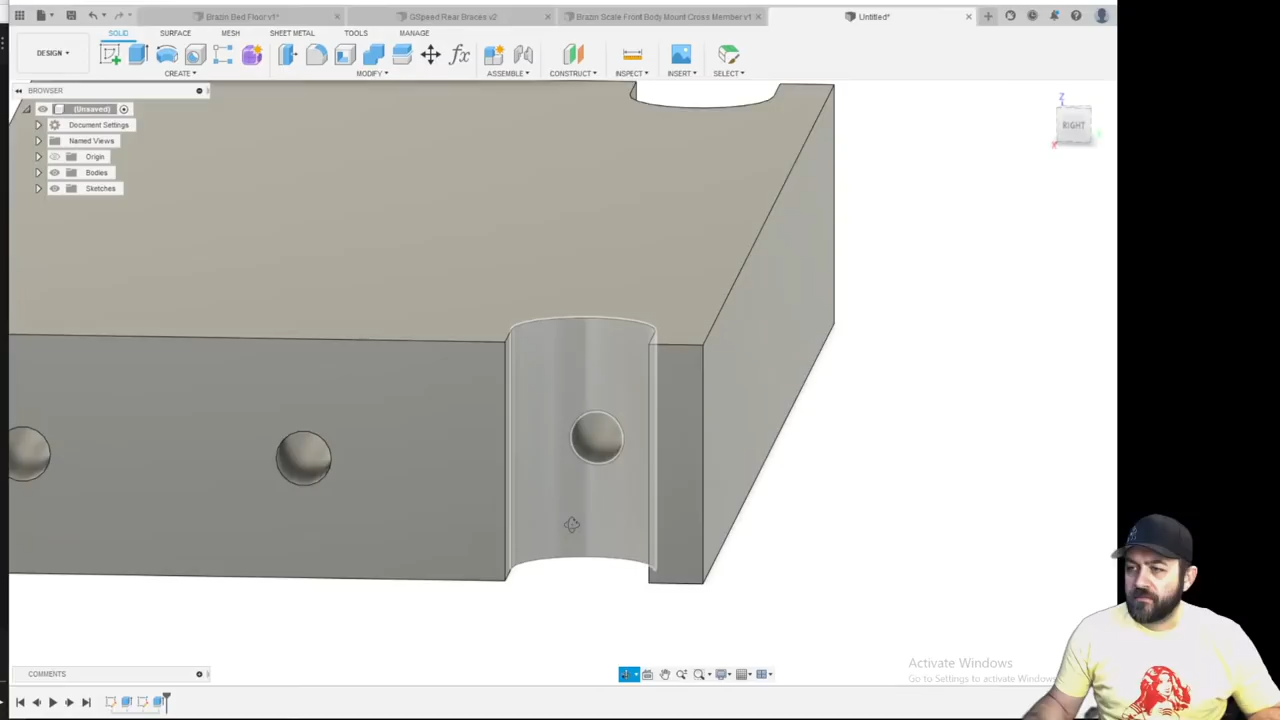 Brazin Bed Floor v1*
GSpeed Rear Braces v2
Brazin Scale Front Body Mount Cross Member v1
Untitled*
SOLID
SURFACE
MESH
SHEET METAL
TOOLS
MANAGE
DESIGN
CREATE
MODIFY
ASSEMBLE
CONSTRUCT
INSPECT
INSERT
SELECT
BROWSER
(Unsaved)
Document Settings
Named Views
Origin
Bodies
Sketches
Z
RIGHT
X
COMMENTS
Activate Windows
Go to Settings to activate Windows